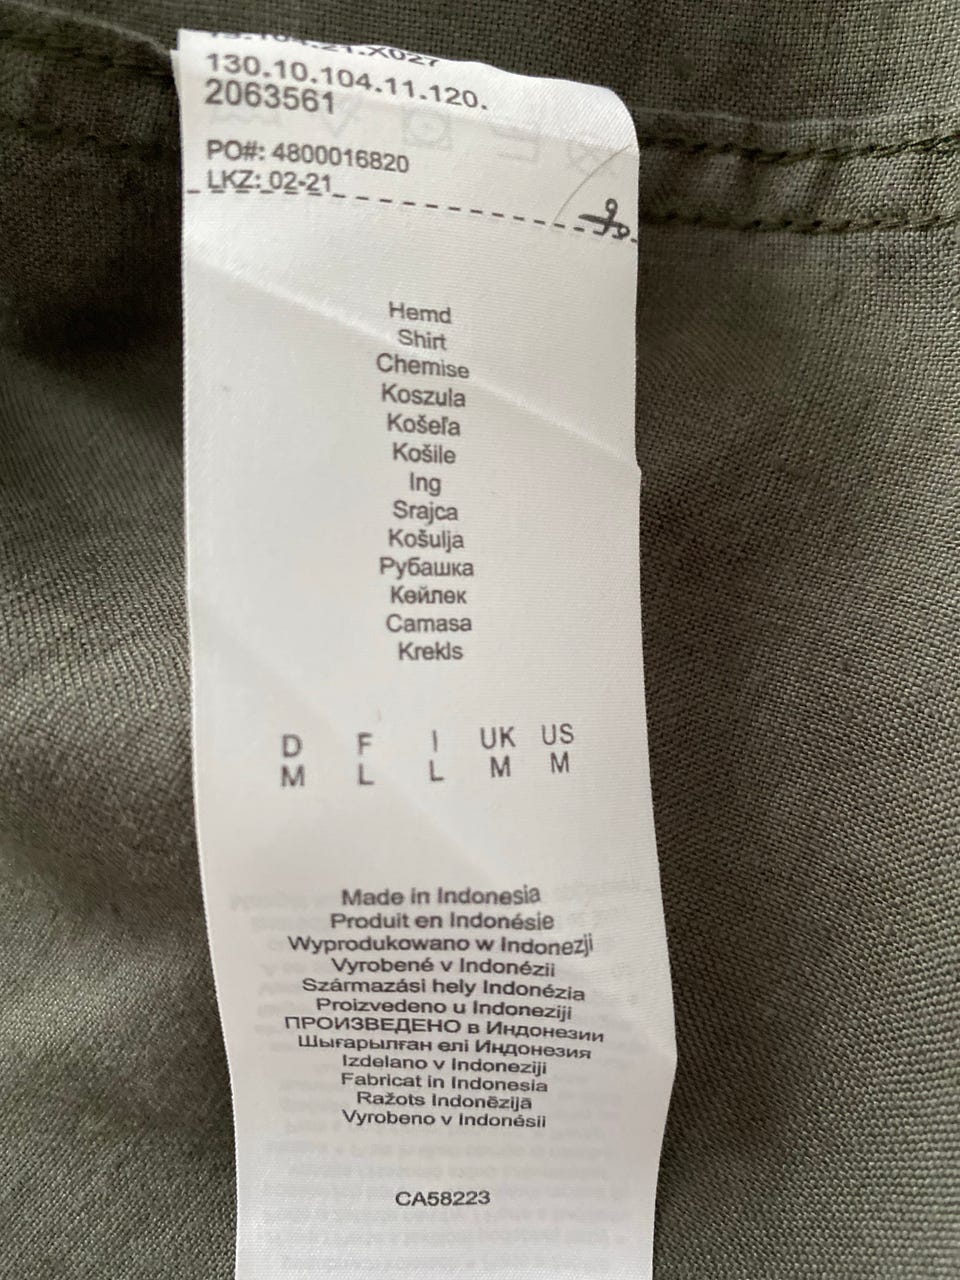 130.10.104.11.120.
2063561
PO#: 4800016820
LKZ: 02-21
Hemd
Shirt
Chemise
Koszula
Košeľa
Košile
Ing
Srajca
Košulja
Рубашка
Көйлек
Camasa
Krekls
D F I UK US
M L L M M
Made in Indonesia
Produit en Indonésie
Wyprodukowano w Indonezji
Vyrobené v Indonézii
Származási hely Indonézia
Proizvedeno u Indoneziji
ПРОИЗВЕДЕНО в Индонезии
Шығарылған елі Индонезия
Izdelano v Indoneziji
Fabricat in Indonesia
Ražots Indonēzijā
Vyrobeno v Indonésii
CA58223